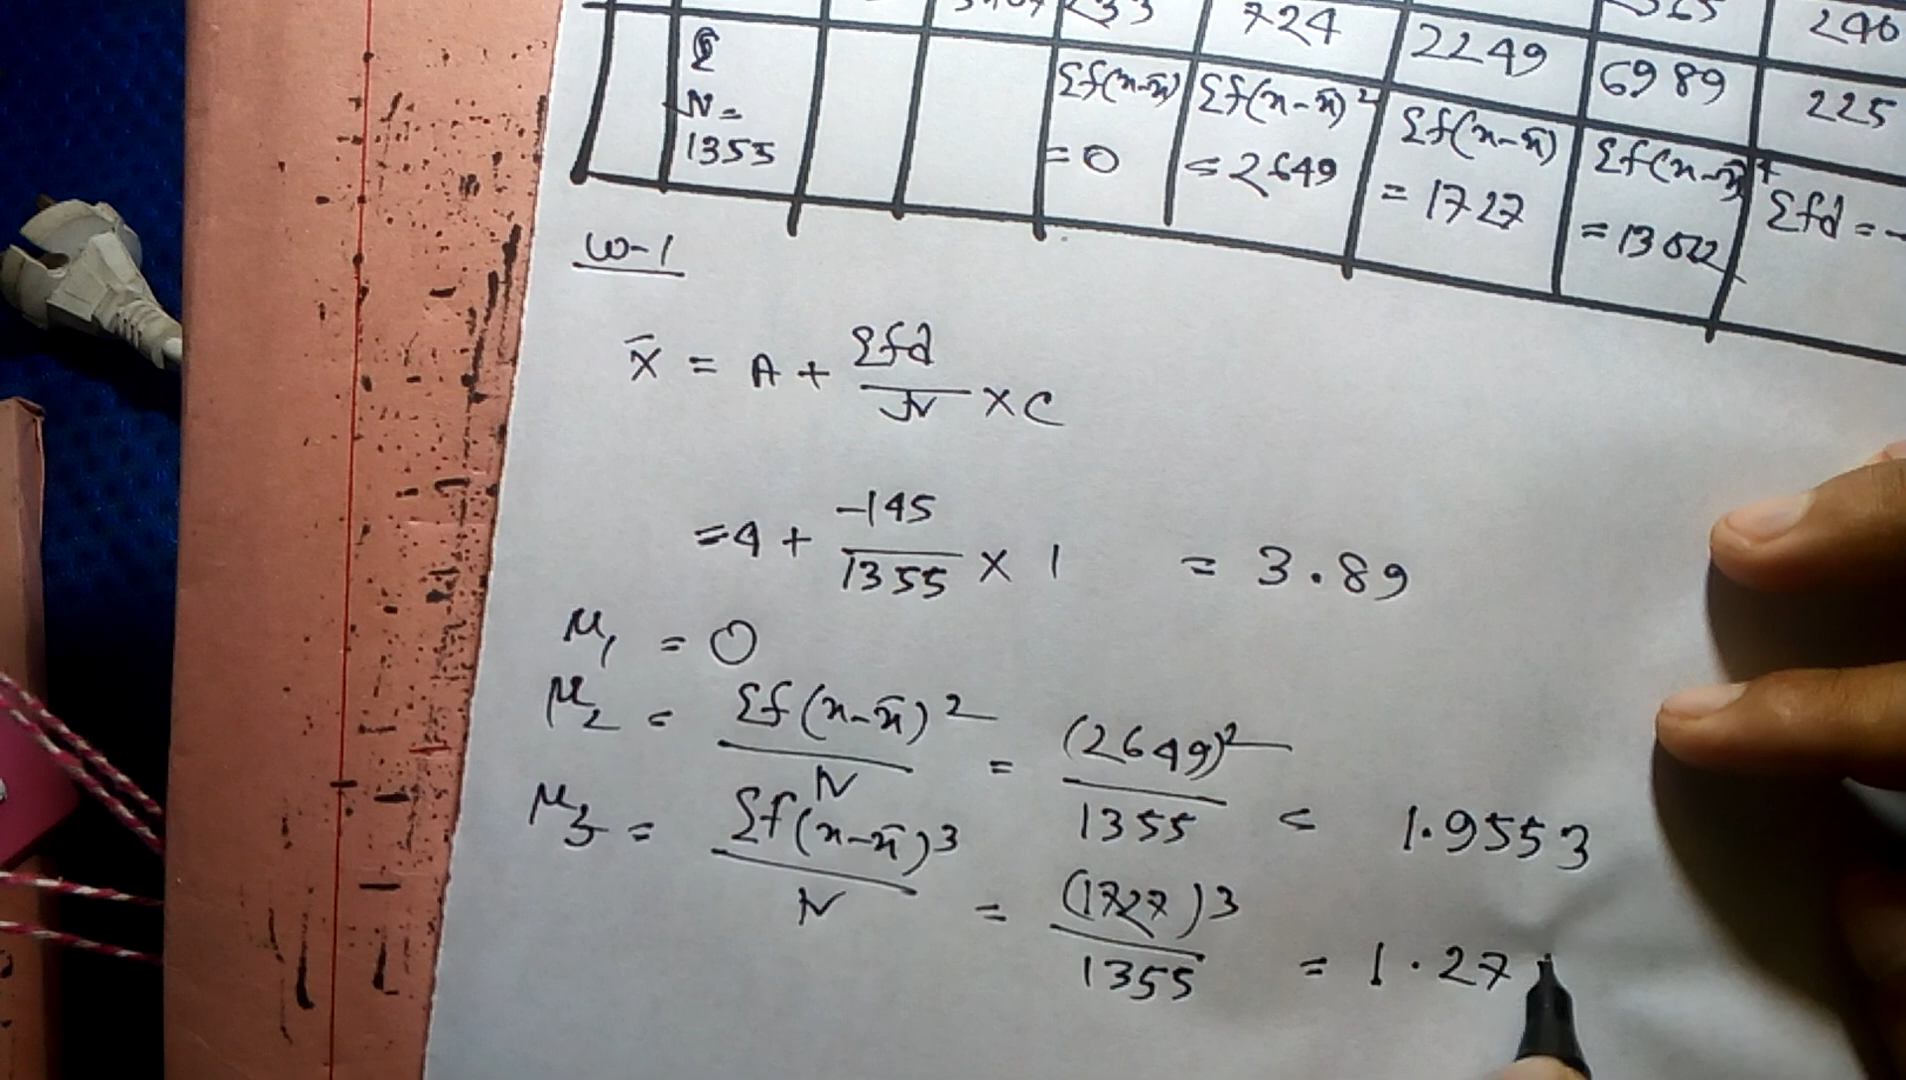 233 724 2249 365 240
6989 225
N= 1355
Σf(x-x̄) = 0
Σf(x-x̄)² = 2649
Σf(x-x̄) = 1727
Σf(x-x̄)⁴ = 13022
Σfd = -
W-1
x̄ = A + Σfd/N × C
= 4 + -145/1355 × 1 = 3.89
μ₁ = 0
μ₂ = Σf(x-x̄)²/N = (2649)²/1355 = 1.9553
μ₃ = Σf(x-x̄)³/N = (1727)³/1355 = 1.27